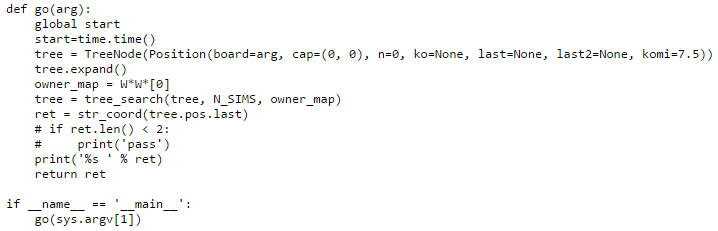 def go(arg):
    global start
    start=time.time()
    tree = TreeNode(Position(board=arg, cap=(0, 0), n=0, ko=None, last=None, last2=None, komi=7.5))
    tree.expand()
    owner_map = W*W*[0]
    tree = tree_search(tree, N_SIMS, owner_map)
    ret = str_coord(tree.pos.last)
    # if ret.len() < 2:
    #     print('pass')
    print('%s ' % ret)
    return ret

if __name__ == '__main__':
    go(sys.argv[1])